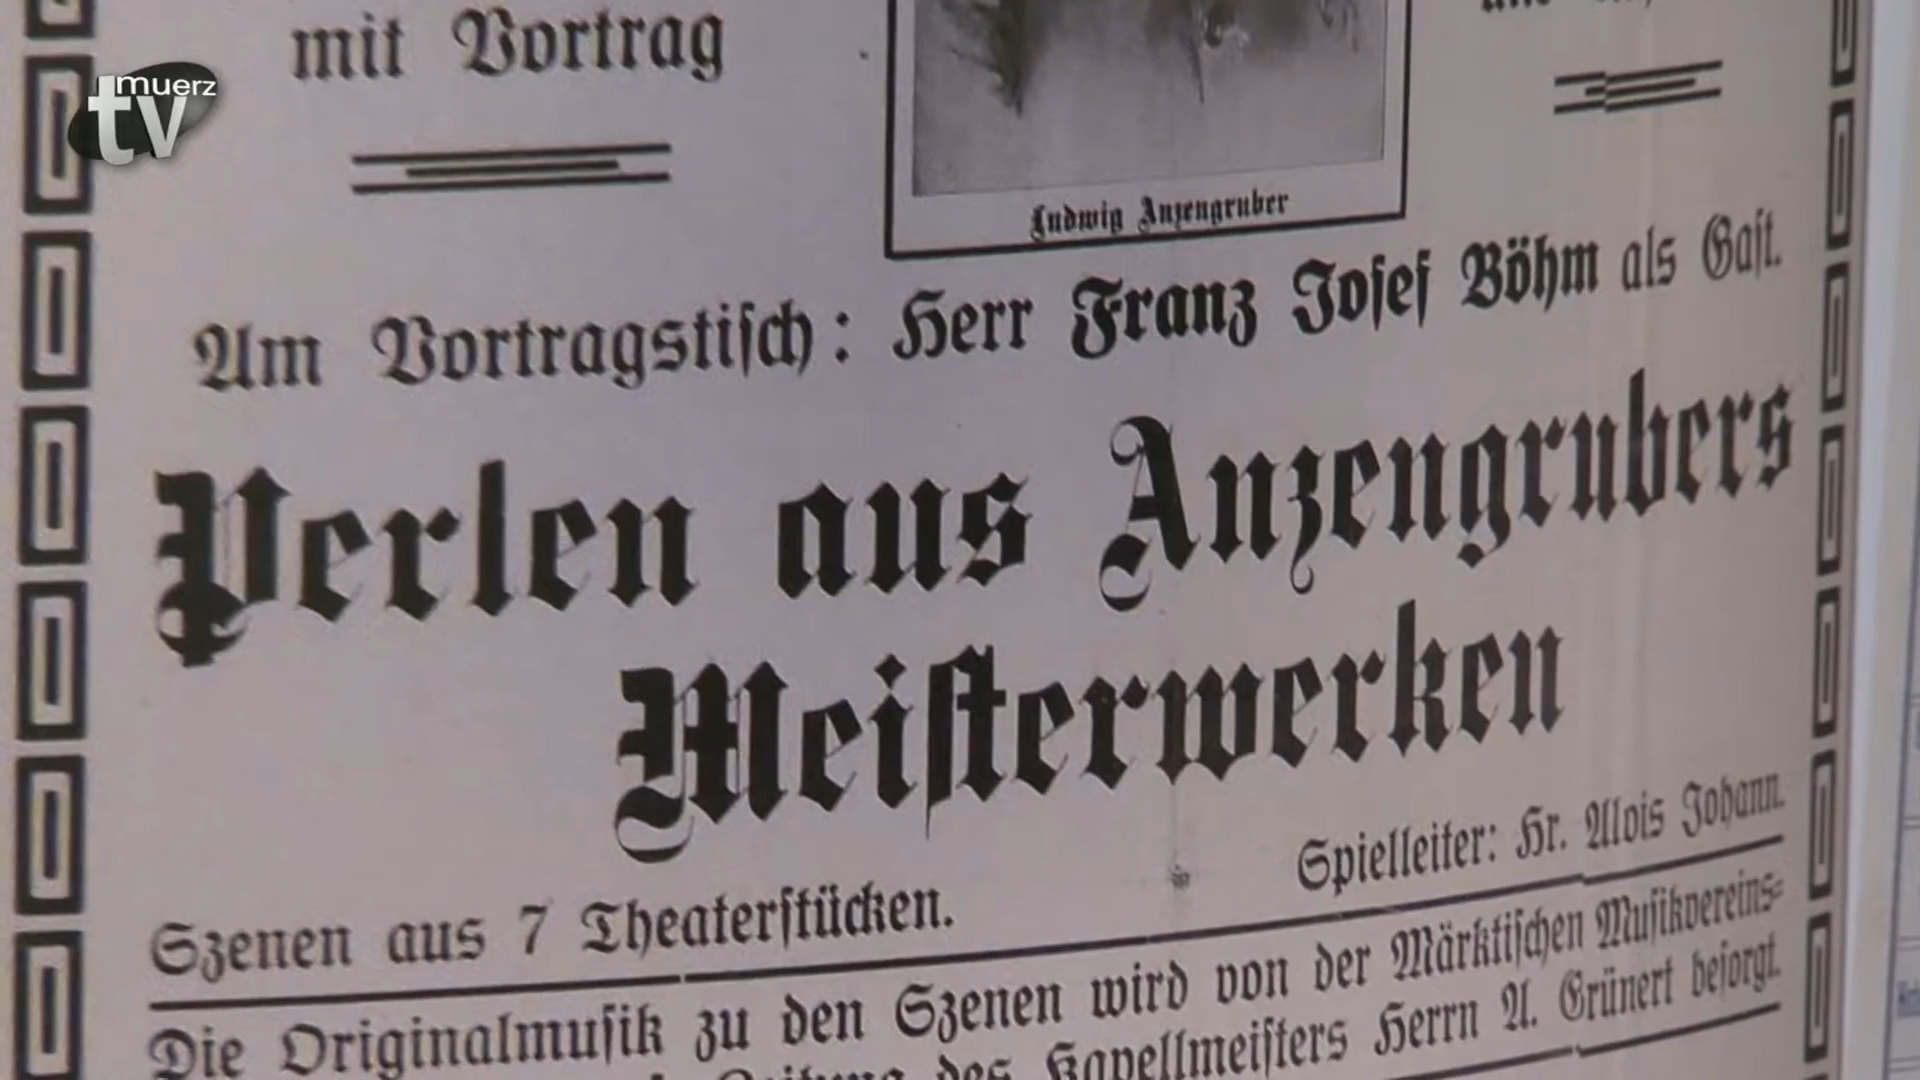 muerz
tv
mit Vortrag
Ludwig Anzengruber
Am Vortragstisch: Herr Franz Josef Böhm als Gast.
Perlen aus Anzengrubers
Meisterwerken
Spielleiter: Hr. Alois Johann.
Szenen aus 7 Theaterstücken.
Die Originalmusik zu den Szenen wird von der Märktischen Musikvereins-
des Kapellmeisters Herrn A. Grünert besorgt.